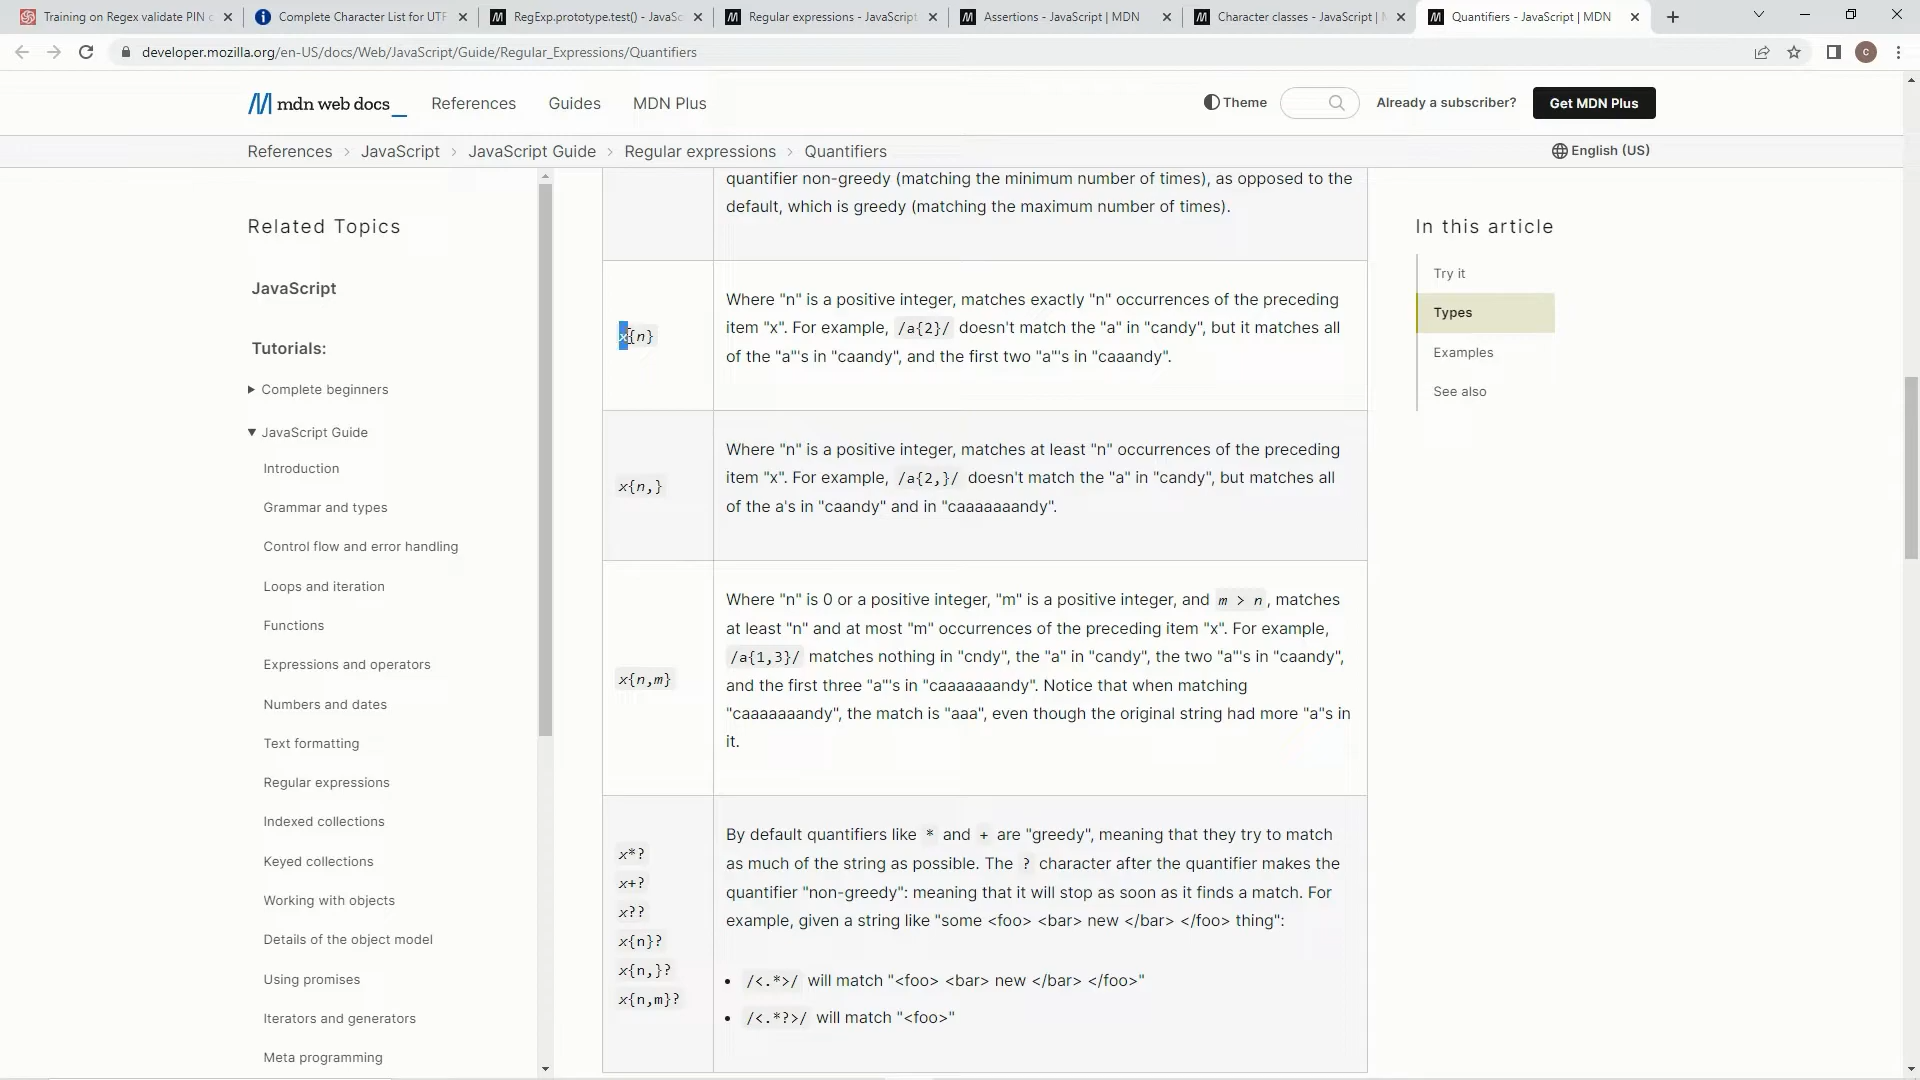 Training on Regex validate PIN c
Complete Character List for UTF
RegExp.prototype.test() - JavaSc
Regular expressions - JavaScript
Assertions - JavaScript | MDN
Character classes - JavaScript | M
Quantifiers - JavaScript | MDN
developer.mozilla.org/en-US/docs/Web/JavaScript/Guide/Regular_Expressions/Quantifiers
c
mdn web docs_
References
Guides
MDN Plus
Theme
Already a subscriber?
Get MDN Plus
References > JavaScript > JavaScript Guide > Regular expressions > Quantifiers
English (US)
Related Topics
JavaScript
Tutorials:
Complete beginners
JavaScript Guide
Introduction
Grammar and types
Control flow and error handling
Loops and iteration
Functions
Expressions and operators
Numbers and dates
Text formatting
Regular expressions
Indexed collections
Keyed collections
Working with objects
Details of the object model
Using promises
Iterators and generators
Meta programming
quantifier non-greedy (matching the minimum number of times), as opposed to the
default, which is greedy (matching the maximum number of times).
x{n}
Where "n" is a positive integer, matches exactly "n" occurrences of the preceding
item "x". For example, /a{2}/ doesn't match the "a" in "candy", but it matches all
of the "a"'s in "caandy", and the first two "a"'s in "caaandy".
x{n,}
Where "n" is a positive integer, matches at least "n" occurrences of the preceding
item "x". For example, /a{2,}/ doesn't match the "a" in "candy", but matches all
of the a's in "caandy" and in "caaaaaaandy".
x{n,m}
Where "n" is 0 or a positive integer, "m" is a positive integer, and m > n, matches
at least "n" and at most "m" occurrences of the preceding item "x". For example,
/a{1,3}/ matches nothing in "cndy", the "a" in "candy", the two "a"'s in "caandy",
and the first three "a"'s in "caaaaaaandy". Notice that when matching
"caaaaaaandy", the match is "aaa", even though the original string had more "a"s in
it.
x*?
x+?
x??
x{n}?
x{n,}?
x{n,m}?
By default quantifiers like * and + are "greedy", meaning that they try to match
as much of the string as possible. The ? character after the quantifier makes the
quantifier "non-greedy": meaning that it will stop as soon as it finds a match. For
example, given a string like "some <foo> <bar> new </bar> </foo> thing":
• /<.*>/ will match "<foo> <bar> new </bar> </foo>"
• /<.*?>/ will match "<foo>"
In this article
Try it
Types
Examples
See also